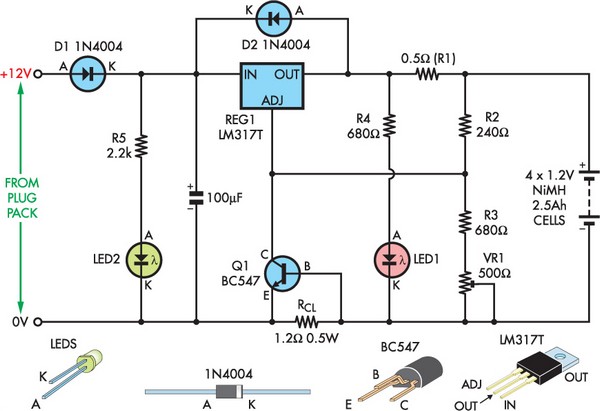 K A
D2 1N4004
D1 1N4004
+12V
A K
IN OUT
ADJ
REG1
LM317T
0.5Ω (R1)
R4
680Ω
R2
240Ω
R5
2.2k
FROM
PLUG
PACK
+
100µF
−
+
4 x 1.2V
NiMH
2.5Ah
CELLS
−
R3
680Ω
A
LED2
λ
K
C
Q1
BC547
B
E
A
LED1
λ
K
VR1
500Ω
RCL
1.2Ω 0.5W
0V
LEDS
K
A
1N4004
A K
BC547
B
E C
LM317T
ADJ
OUT
IN
OUT